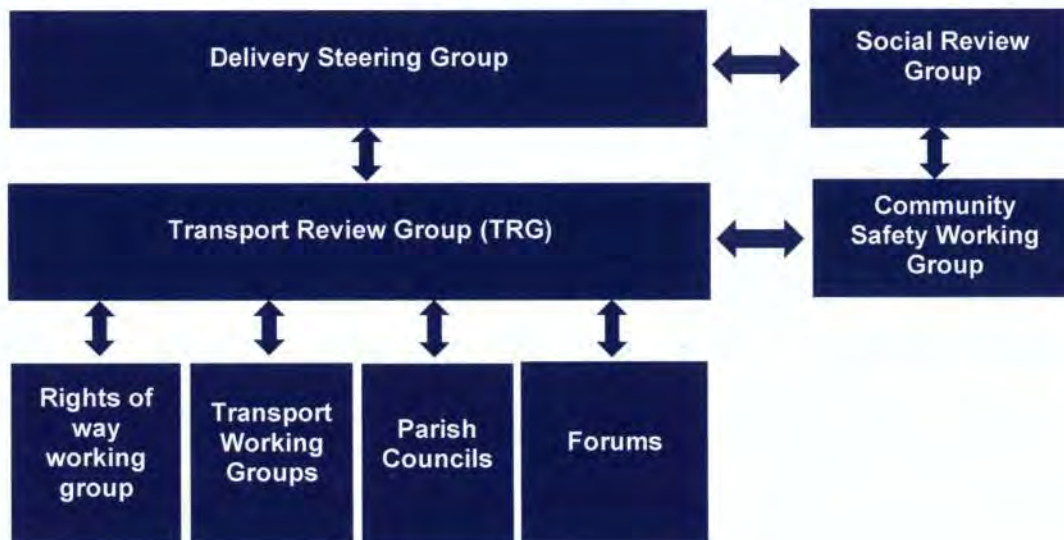 Delivery Steering Group
Social Review
Group
Transport Review Group (TRG)
Community
Safety Working
Group
Rights of
way
working
group
Transport
Working
Groups
Parish
Councils
Forums